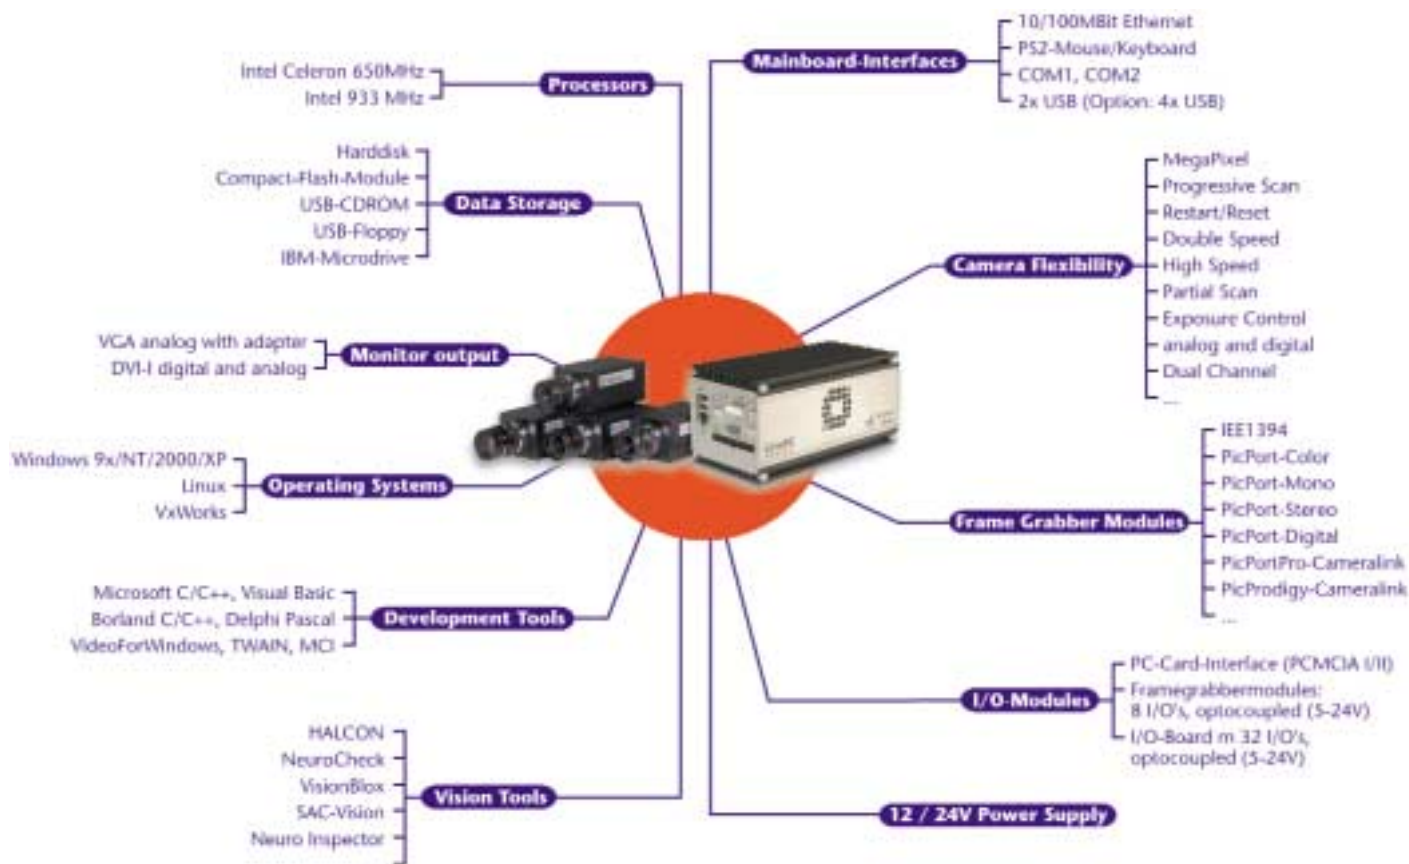 Processors
Intel Celeron 650MHz
Intel 933 MHz
Data Storage
Harddisk
Compact-Flash-Module
USB-CDROM
USB-Floppy
IBM-Microdrive
Monitor output
VGA analog with adapter
DVI-I digital and analog
Operating Systems
Windows 9x/NT/2000/XP
Linux
VxWorks
Development Tools
Microsoft C/C++, Visual Basic
Borland C/C++, Delphi Pascal
VideoForWindows, TWAIN, MCI
Vision Tools
HALCON
NeuroCheck
VisionBlox
SAC-Vision
Neuro Inspector
Mainboard-Interfaces
10/100MBit Ethernet
PS2-Mouse/Keyboard
COM1, COM2
2x USB (Option: 4x USB)
Camera Flexibility
MegaPixel
Progressive Scan
Restart/Reset
Double Speed
High Speed
Partial Scan
Exposure Control
analog and digital
Dual Channel
...
Frame Grabber Modules
IEE1394
PicPort-Color
PicPort-Mono
PicPort-Stereo
PicPort-Digital
PicPortPro-Cameralink
PicProdigy-Cameralink
...
I/O-Modules
PC-Card-Interface (PCMCIA I/II)
Framegrabbermodules:
8 I/O's, optocoupled (5-24V)
I/O-Board m 32 I/O's,
optocoupled (5-24V)
12 / 24V Power Supply